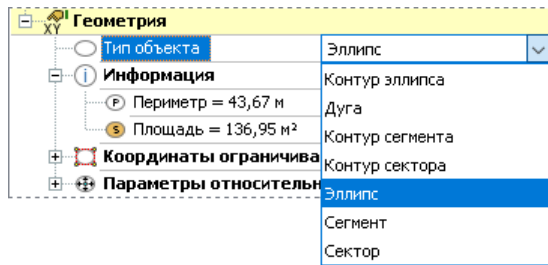 XY Геометрия
Тип объекта
Эллипс
i Информация
P Периметр = 43,67 м
S Площадь = 136,95 м²
Координаты ограничива
Параметры относительн
Контур эллипса
Дуга
Контур сегмента
Контур сектора
Эллипс
Сегмент
Сектор